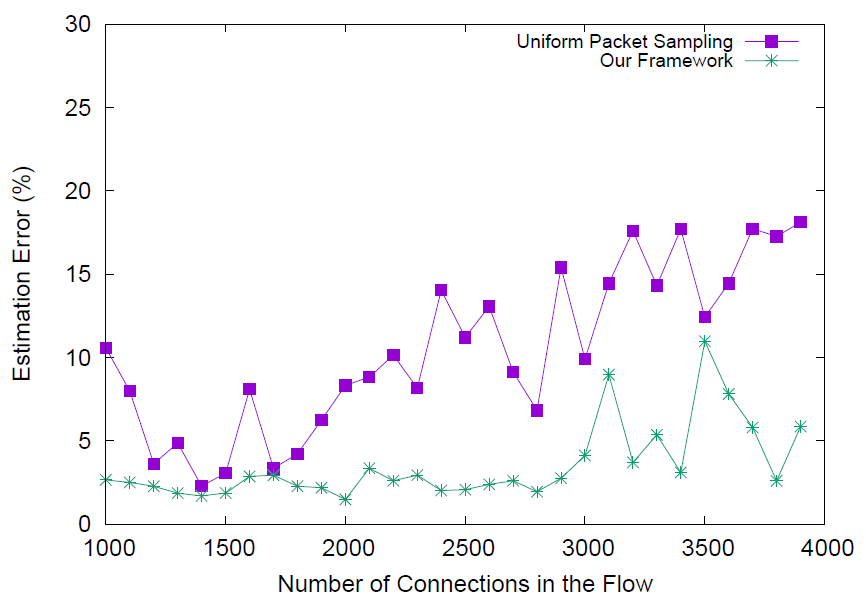 30
25
20
15
10
5
0
Estimation Error (%)
Uniform Packet Sampling
Our Framework
1000 1500 2000 2500 3000 3500 4000
Number of Connections in the Flow